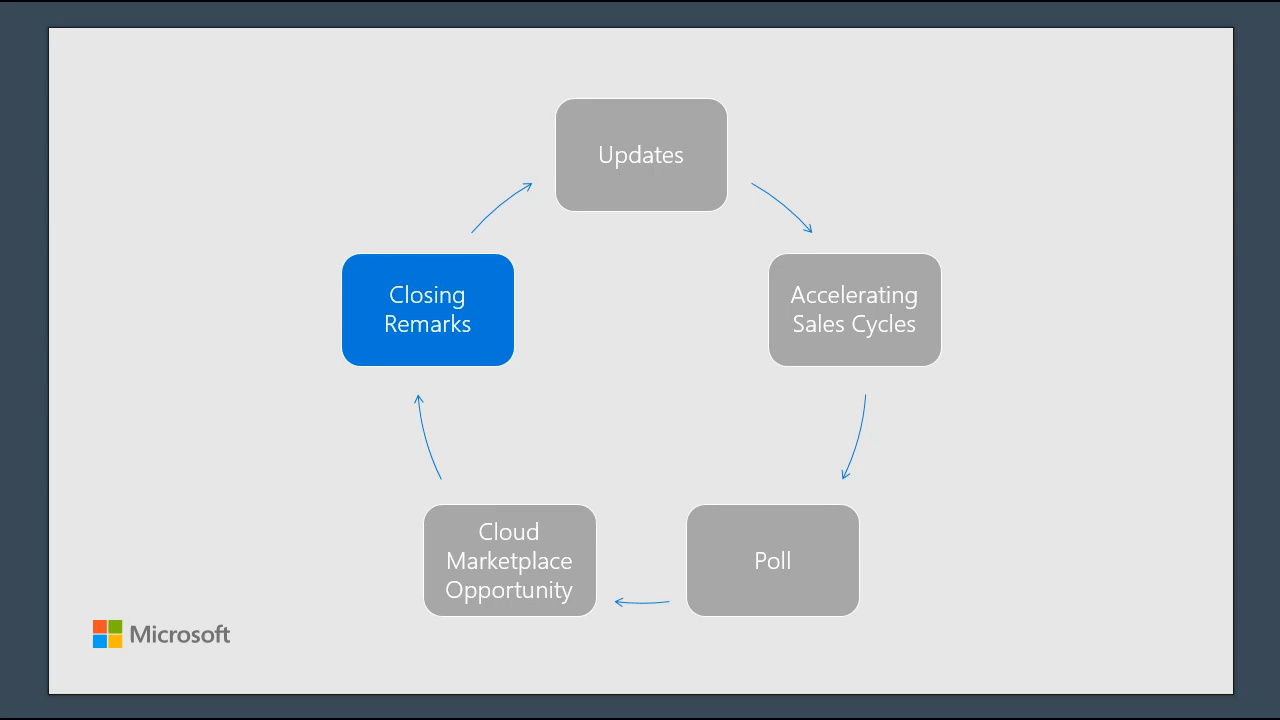 Updates
Closing
Remarks
Accelerating
Sales Cycles
Cloud
Marketplace
Opportunity
Poll
Microsoft